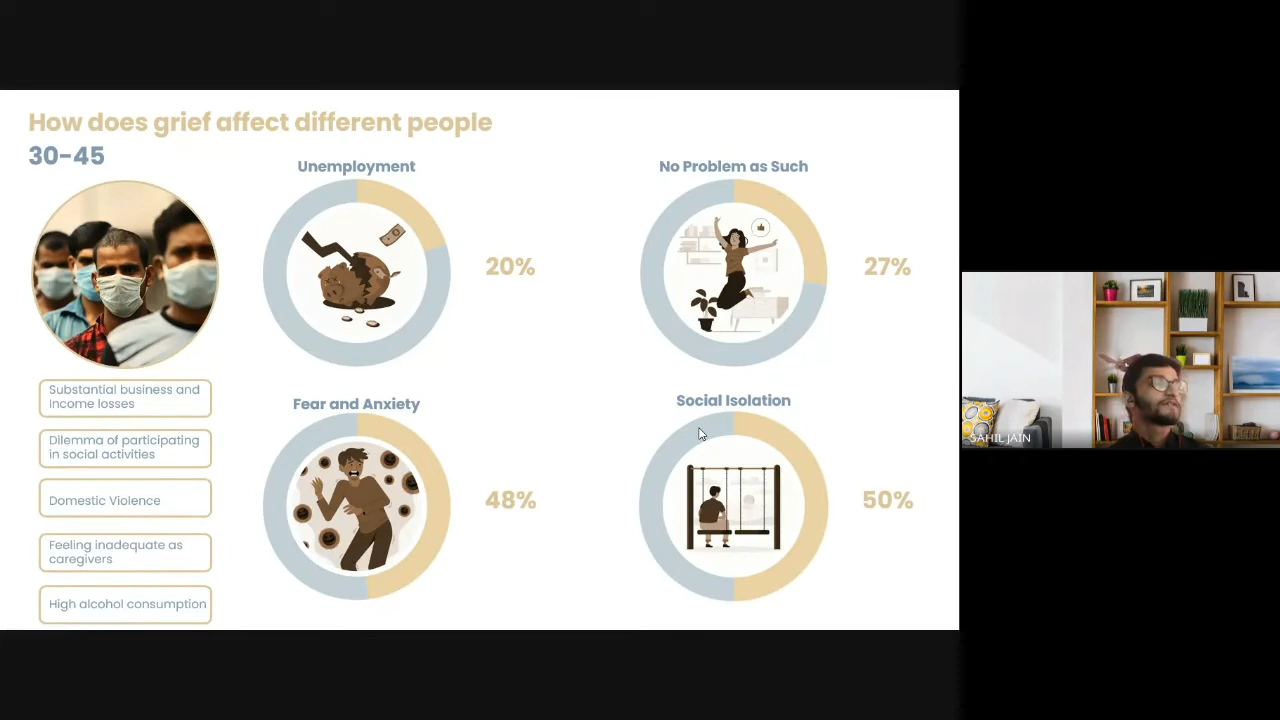 How does grief affect different people
30-45
Unemployment
20%
No Problem as Such
27%
Substantial business and
Income losses
Dilemma of participating
in social activities
Domestic Violence
Feeling inadequate as
caregivers
High alcohol consumption
Fear and Anxiety
48%
Social Isolation
50%
SAHIL JAIN